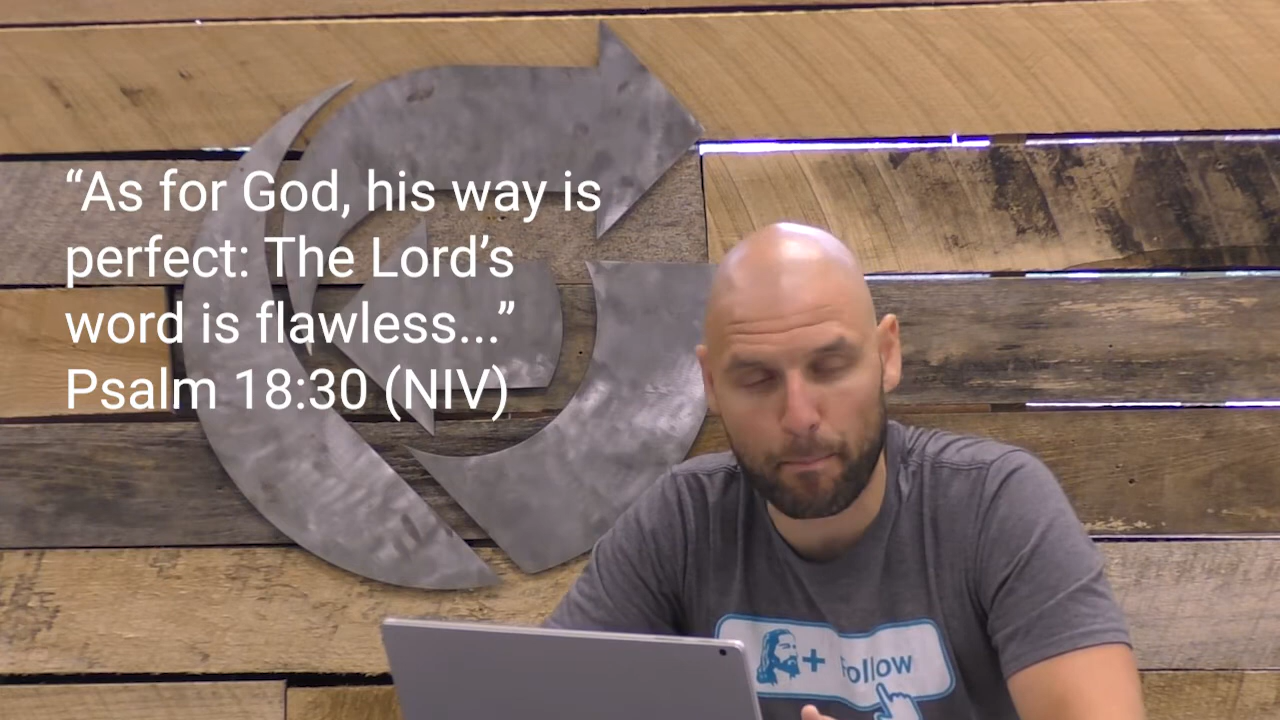 “As for God, his way is
perfect: The Lord’s
word is flawless...”
Psalm 18:30 (NIV)
+ Follow